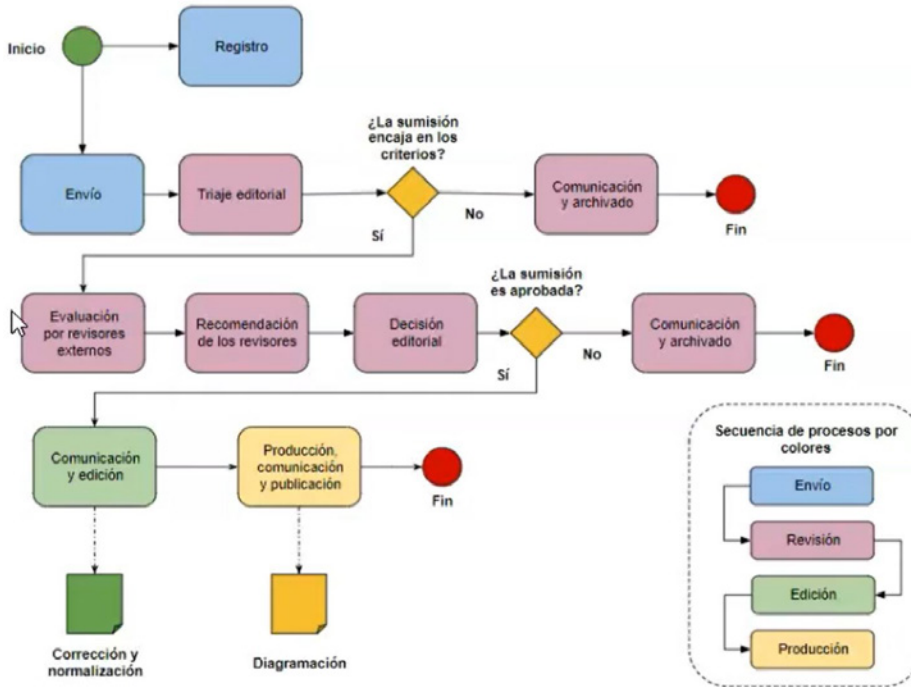 Inicio
Registro
¿La sumisión
encaja en los
criterios?
Envío
Triaje editorial
No
Comunicación
y archivado
Fin
Sí
¿La sumisión
es aprobada?
Evaluación
por revisores
externos
Recomendación
de los revisores
Decisión
editorial
No
Comunicación
y archivado
Fin
Sí
Comunicación
y edición
Producción,
comunicación
y publicación
Fin
Corrección y
normalización
Diagramación
Secuencia de procesos por
colores
Envío
Revisión
Edición
Producción